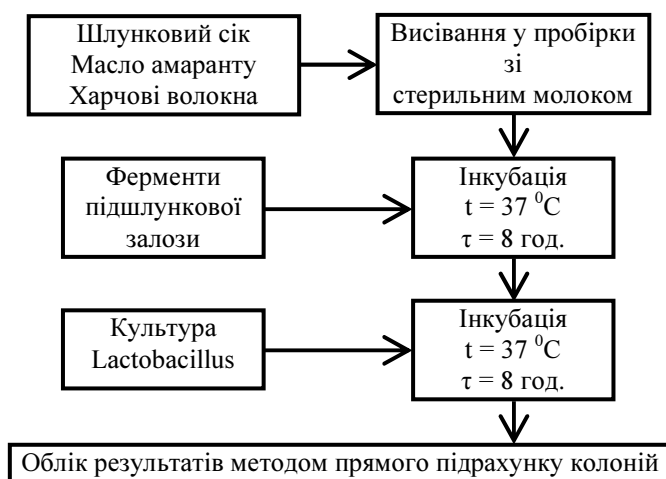 Шлунковий сік
Масло амаранту
Харчові волокна
Висівання у пробірки
зі
стерильним молоком
Ферменти
підшлункової
залози
Інкубація
t = 37 ⁰C
τ = 8 год.
Культура
Lactobacillus
Інкубація
t = 37 ⁰C
τ = 8 год.
Облік результатів методом прямого підрахунку колоній